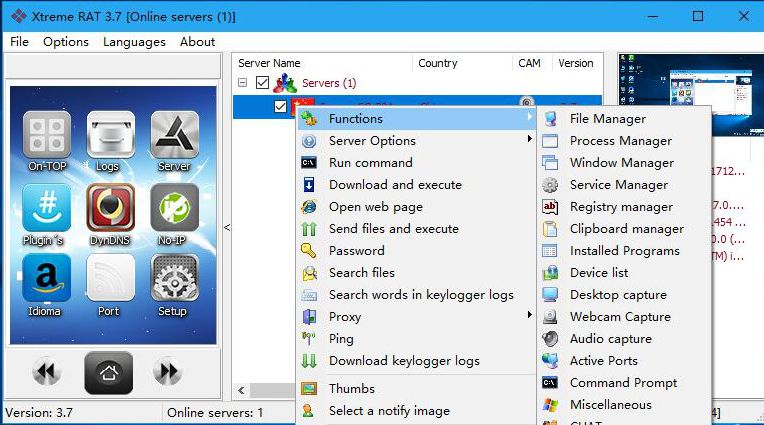 Xtreme RAT 3.7 [Online servers (1)]
File Options Languages About
Server Name Country CAM Version
Servers (1)
On-TOP Logs Server
Plugin´s DynDNS No-IP
Idioma Port Setup
Functions
Server Options
Run command
Download and execute
Open web page
Send files and execute
Password
Search files
Search words in keylogger logs
Proxy
Ping
Download keylogger logs
Thumbs
Select a notify image
File Manager
Process Manager
Window Manager
Service Manager
Registry manager
Clipboard manager
Installed Programs
Device list
Desktop capture
Webcam Capture
Audio capture
Active Ports
Command Prompt
Miscellaneous
CHAT
1712...
7.0....
454 ...
.0 (...
TM) i...
Version: 3.7 Online servers: 1 4]